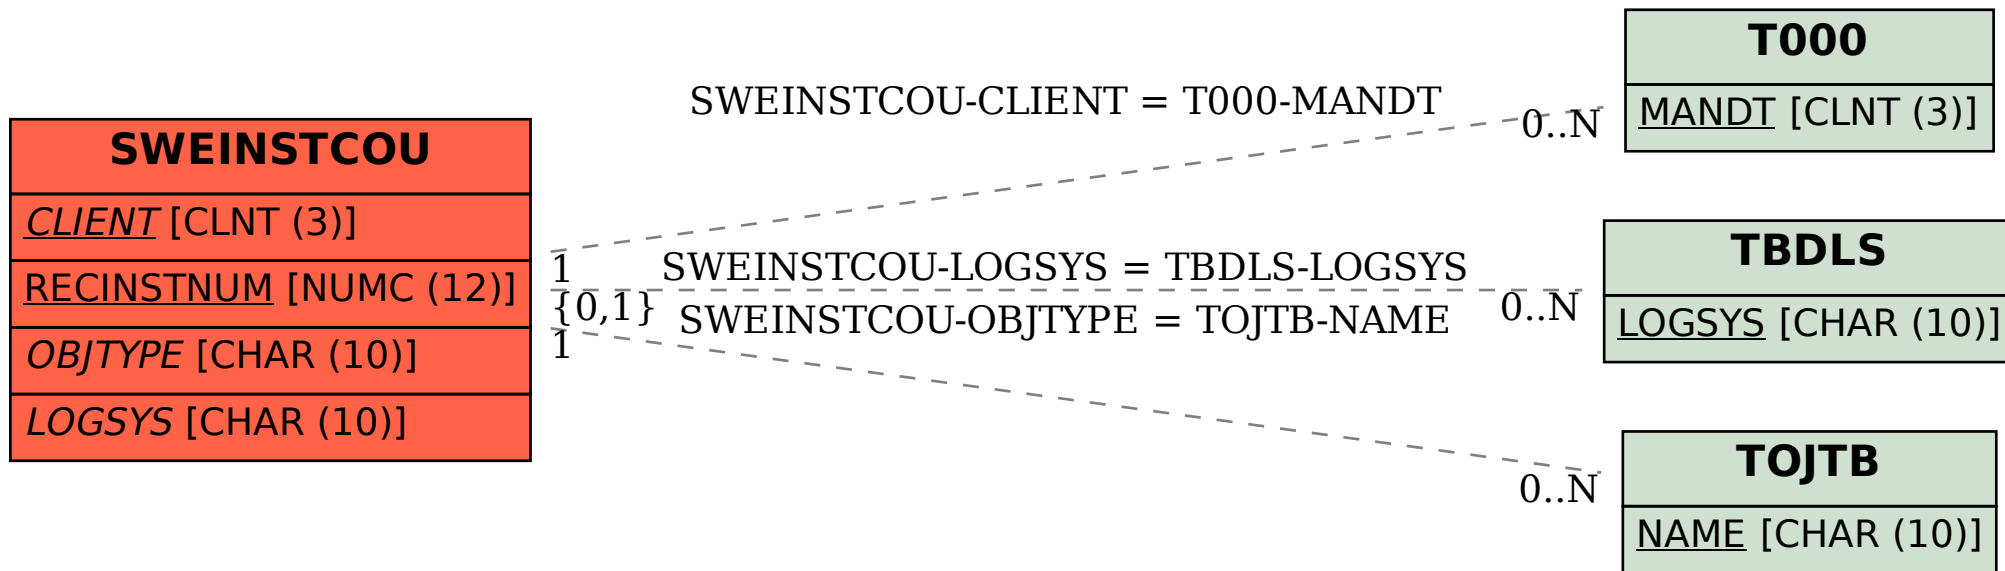 SWEINSTCOU
CLIENT [CLNT (3)]
RECINSTNUM [NUMC (12)]
OBJTYPE [CHAR (10)]
LOGSYS [CHAR (10)]
SWEINSTCOU-CLIENT = T000-MANDT
1
0..N
SWEINSTCOU-LOGSYS = TBDLS-LOGSYS
{0,1}
0..N
SWEINSTCOU-OBJTYPE = TOJTB-NAME
1
0..N
T000
MANDT [CLNT (3)]
TBDLS
LOGSYS [CHAR (10)]
TOJTB
NAME [CHAR (10)]